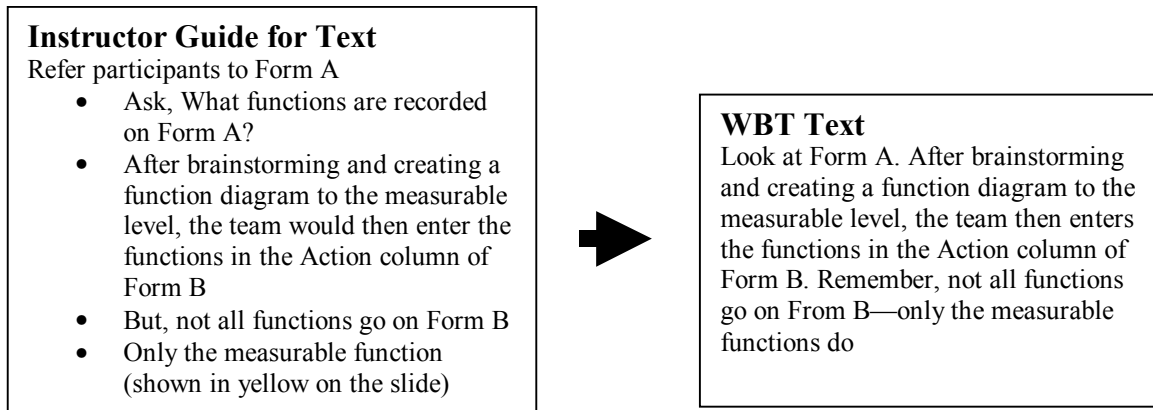 Instructor Guide for Text
Refer participants to Form A
• Ask, What functions are recorded
on Form A?
• After brainstorming and creating a
function diagram to the measurable
level, the team would then enter the
functions in the Action column of
Form B
• But, not all functions go on Form B
• Only the measurable function
(shown in yellow on the slide)
WBT Text
Look at Form A. After brainstorming
and creating a function diagram to the
measurable level, the team then enters
the functions in the Action column of
Form B. Remember, not all functions
go on From B—only the measurable
functions do